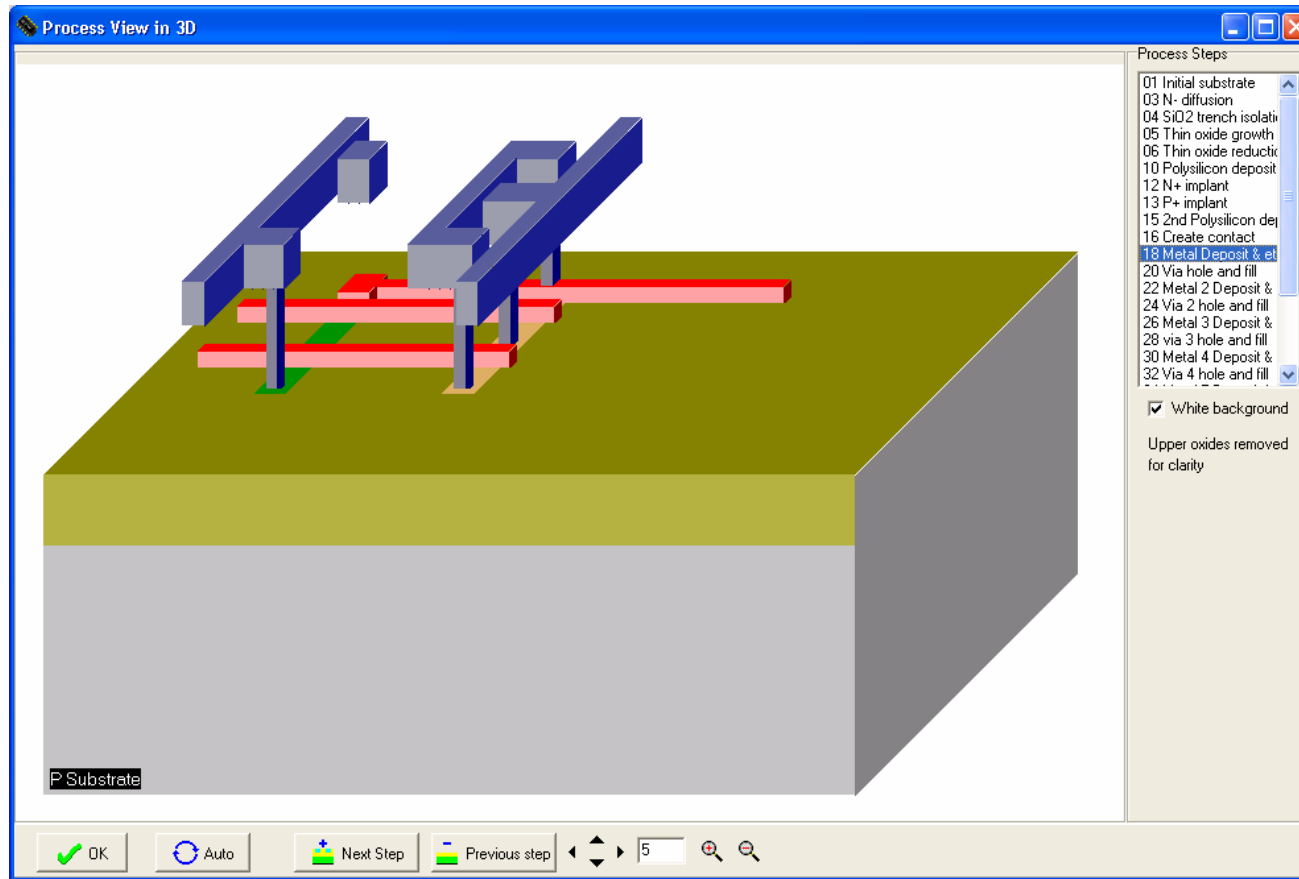 Process View in 3D
Process Steps
01 Initial substrate
03 N- diffusion
04 SiO2 trench isolati
05 Thin oxide growth
06 Thin oxide reductic
10 Polysilicon deposit
12 N+ implant
13 P+ implant
15 2nd Polysilicon de
16 Create contact
18 Metal Deposit & et
20 Via hole and fill
22 Metal 2 Deposit &
24 Via 2 hole and fill
26 Metal 3 Deposit &
28 via 3 hole and fill
30 Metal 4 Deposit &
32 Via 4 hole and fill
White background
Upper oxides removed
for clarity
P Substrate
OK
Auto
Next Step
Previous step
5